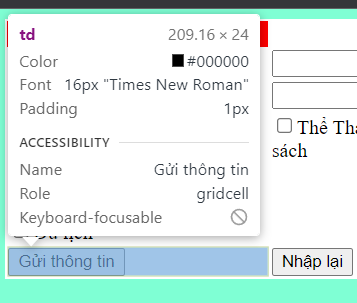 td 209.16 × 24
Color #000000
Font 16px "Times New Roman"
Padding 1px
ACCESSIBILITY
Name Gửi thông tin
Role gridcell
Keyboard-focusable
Thể Tha
sách
Gửi thông tin Nhập lại